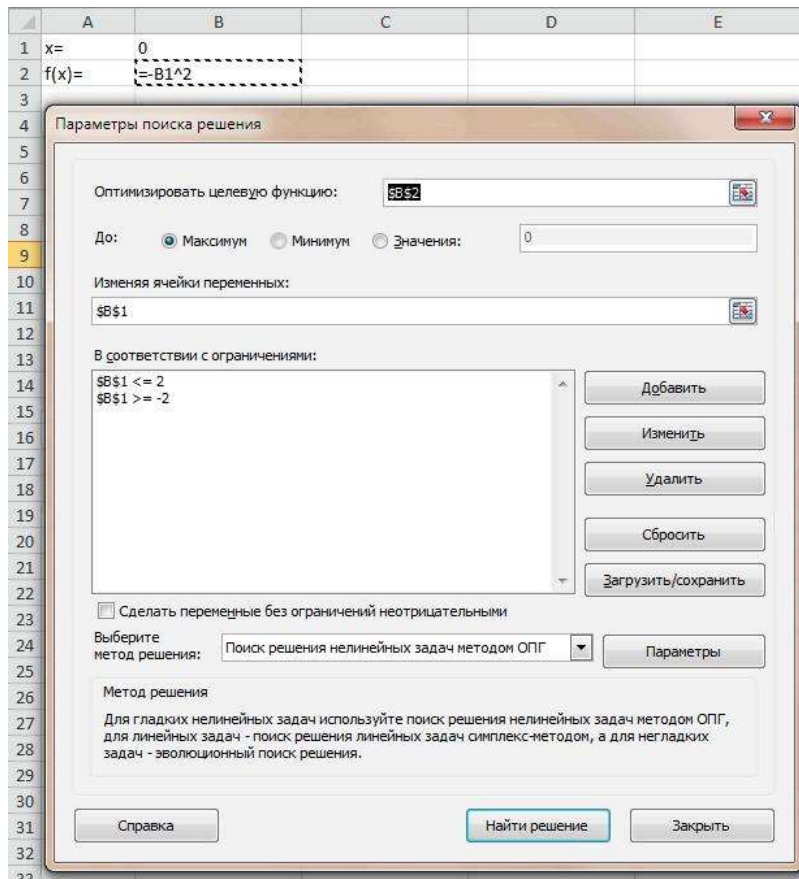 A B C D E
1 x= 0
2 f(x)= =-B1^2
3
4
5
6
7
8
9
10
11
12
13
14
15
16
17
18
19
20
21
22
23
24
25
26
27
28
29
30
31
32
33
Параметры поиска решения
Оптимизировать целевую функцию: $B$2
До: Максимум Минимум Значения: 0
Изменяя ячейки переменных:
$B$1
В соответствии с ограничениями:
$B$1 <= 2
$B$1 >= -2
Добавить
Изменить
Удалить
Сбросить
Загрузить/сохранить
Сделать переменные без ограничений неотрицательными
Выберите
метод решения: Поиск решения нелинейных задач методом ОПГ Параметры
Метод решения
Для гладких нелинейных задач используйте поиск решения нелинейных задач методом ОПГ,
для линейных задач - поиск решения линейных задач симплекс-методом, а для негладких
задач - эволюционный поиск решения.
Справка Найти решение Закрыть